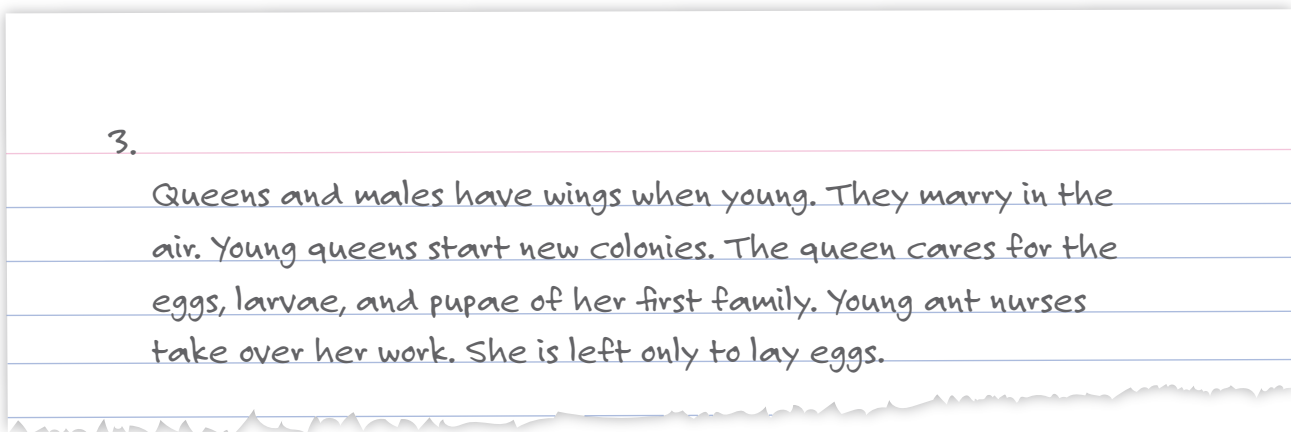 3.
Queens and males have wings when young. They marry in the
air. Young queens start new colonies. The queen cares for the
eggs, larvae, and pupae of her first family. Young ant nurses
take over her work. She is left only to lay eggs.